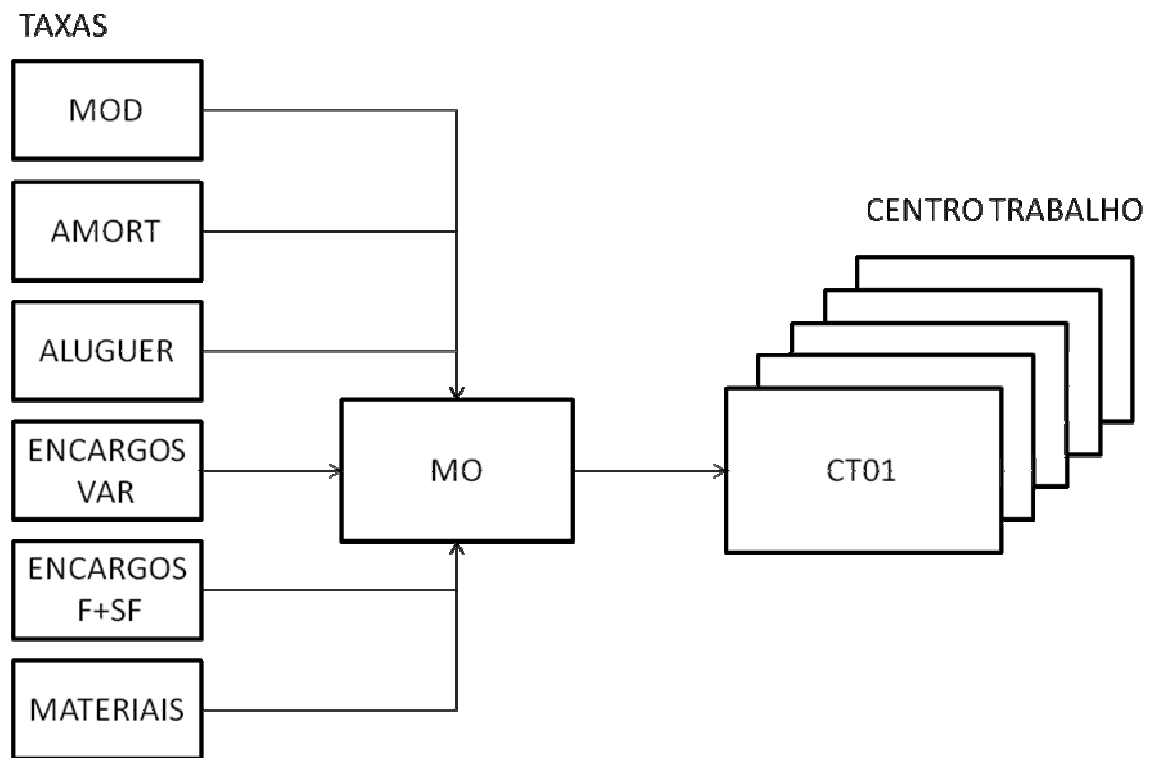 TAXAS
MOD
AMORT
CENTRO TRABALHO
ALUGUER
ENCARGOS
VAR
MO
CT01
ENCARGOS
F+SF
MATERIAIS